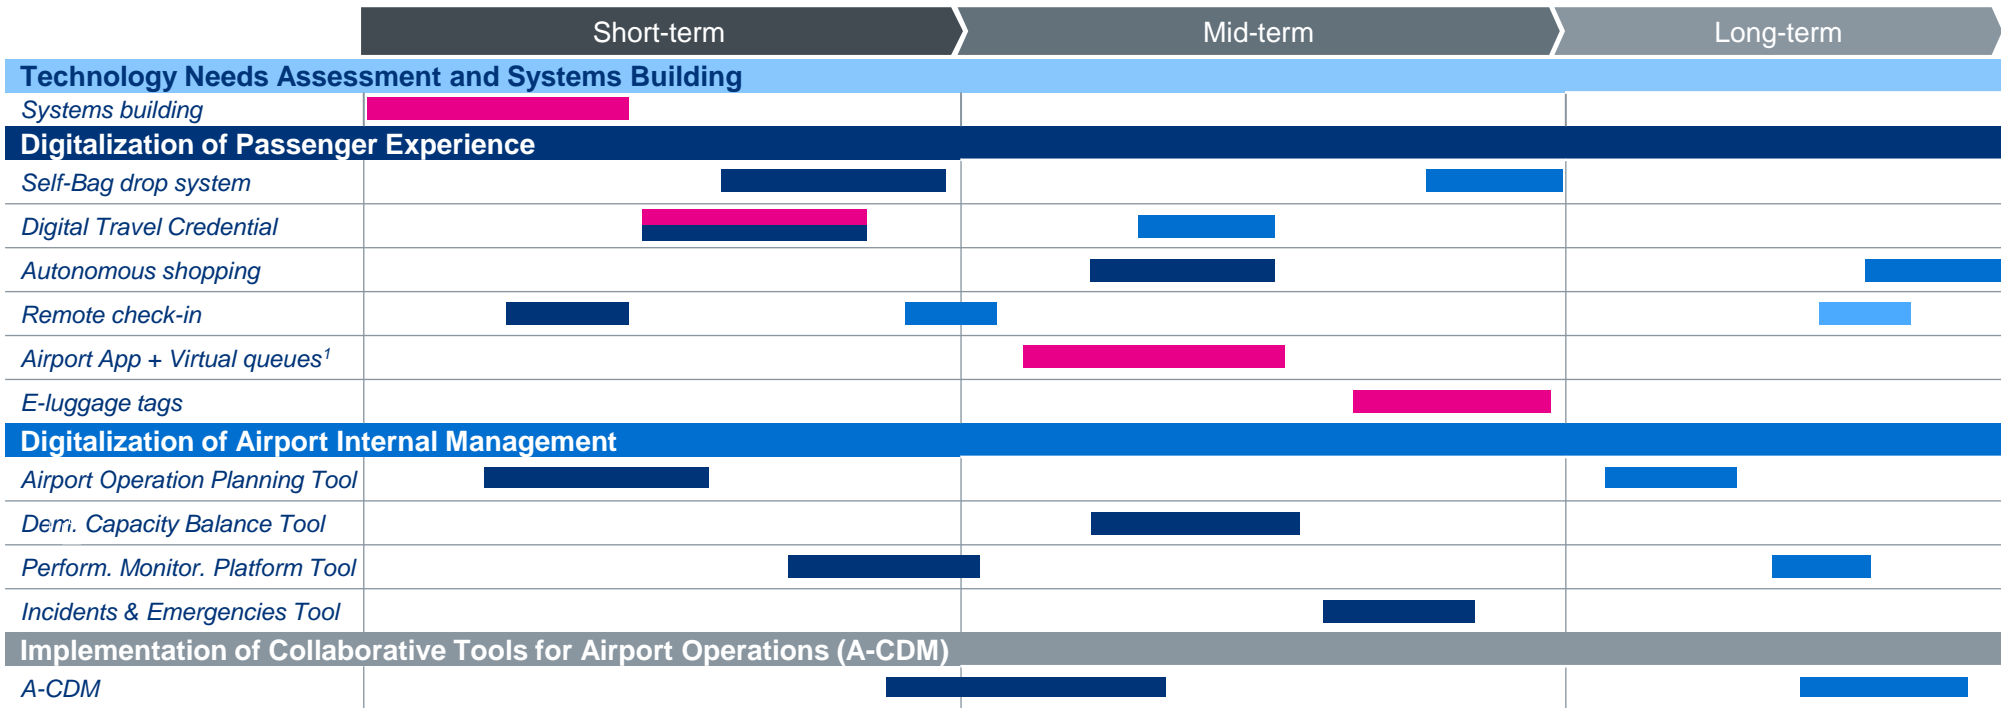 Short-term
Mid-term
Long-term
Technology Needs Assessment and Systems Building
Systems building
Digitalization of Passenger Experience
Self-Bag drop system
Digital Travel Credential
Autonomous shopping
Remote check-in
Airport App + Virtual queues¹
E-luggage tags
Digitalization of Airport Internal Management
Airport Operation Planning Tool
Dem. Capacity Balance Tool
Perform. Monitor. Platform Tool
Incidents & Emergencies Tool
Implementation of Collaborative Tools for Airport Operations (A-CDM)
A-CDM